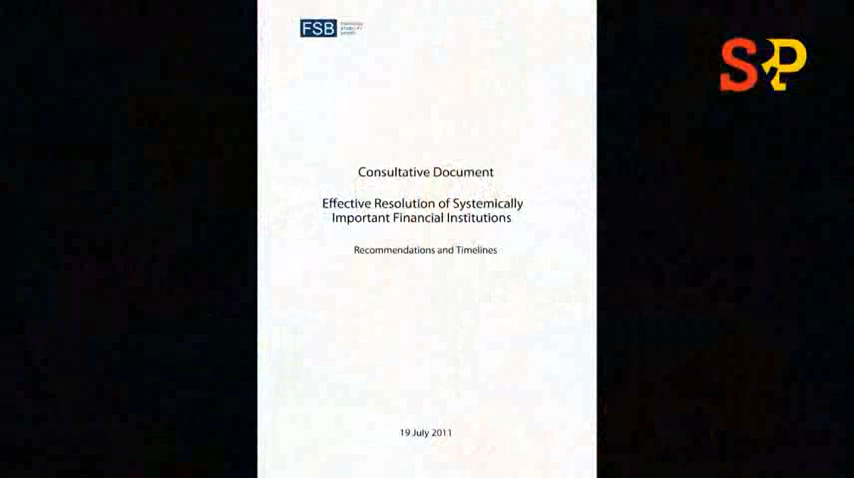 FSB
SP
Consultative Document
Effective Resolution of Systemically
Important Financial Institutions
Recommendations and Timelines
19 July 2011